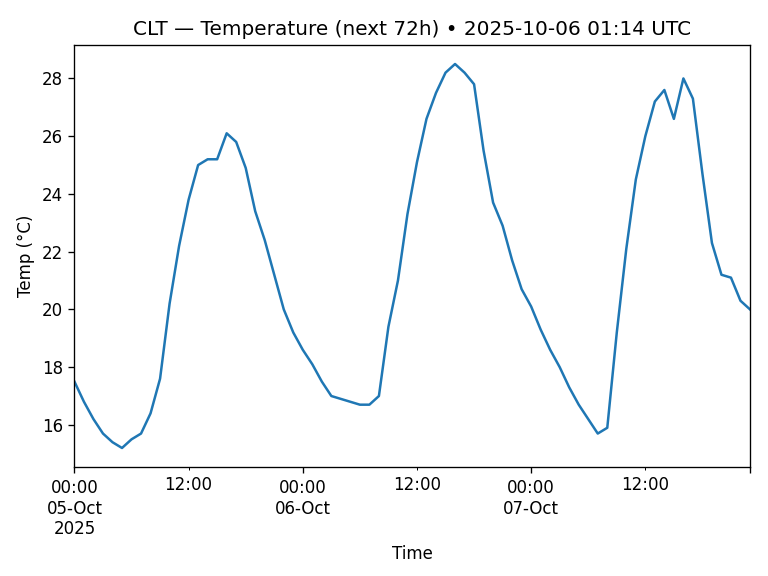 CLT — Temperature (next 72h) • 2025-10-06 01:14 UTC
Temp (°C)
28
26
24
22
20
18
16
00:00 12:00 00:00 12:00 00:00 12:00
05-Oct 06-Oct 07-Oct
2025
Time